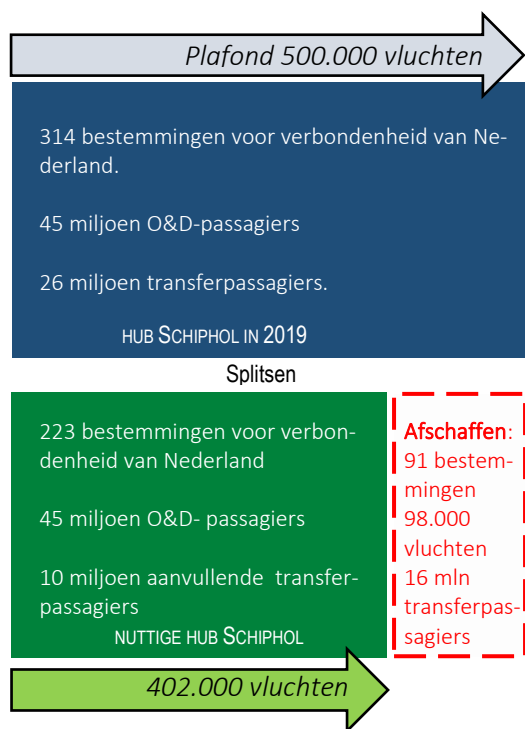 Plafond 500.000 vluchten
314 bestemmingen voor verbondenheid van Ne-
derland.
45 miljoen O&D-passagiers
26 miljoen transferpassagiers.
HUB SCHIPHOL IN 2019
Splitsen
223 bestemmingen voor verbon-
denheid van Nederland
45 miljoen O&D- passagiers
10 miljoen aanvullende transfer-
passagiers
NUTTIGE HUB SCHIPHOL
Afschaffen:
91 bestem-
mingen
98.000
vluchten
16 mln
transferpas-
sagiers
402.000 vluchten